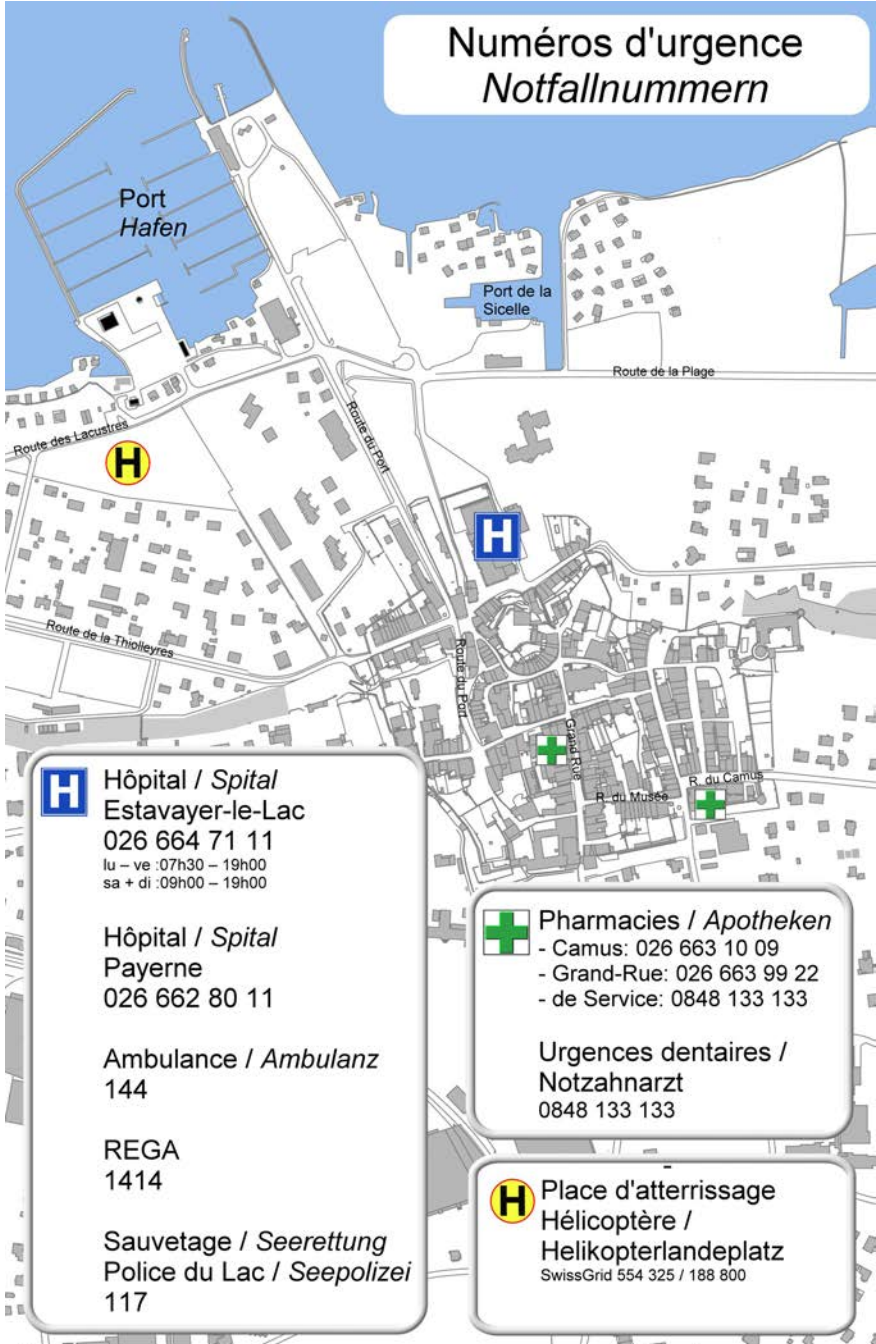 Numéros d'urgence
Notfallnummern
Port
Hafen
Port de la
Sicelle
Route de la Plage
Route des Lacustres
Route du Port
H
H
Route de la Thiolleyres
Route du Port
Grand Rue
R. du Musée
R. du Camus
H
Hôpital / Spital
Estavayer-le-Lac
026 664 71 11
lu – ve :07h30 – 19h00
sa + di :09h00 – 19h00
Hôpital / Spital
Payerne
026 662 80 11
Ambulance / Ambulanz
144
REGA
1414
Sauvetage / Seerettung
Police du Lac / Seepolizei
117
Pharmacies / Apotheken
- Camus: 026 663 10 09
- Grand-Rue: 026 663 99 22
- de Service: 0848 133 133
Urgences dentaires /
Notzahnarzt
0848 133 133
-
H
Place d'atterrissage
Hélicoptère /
Helikopterlandeplatz
SwissGrid 554 325 / 188 800